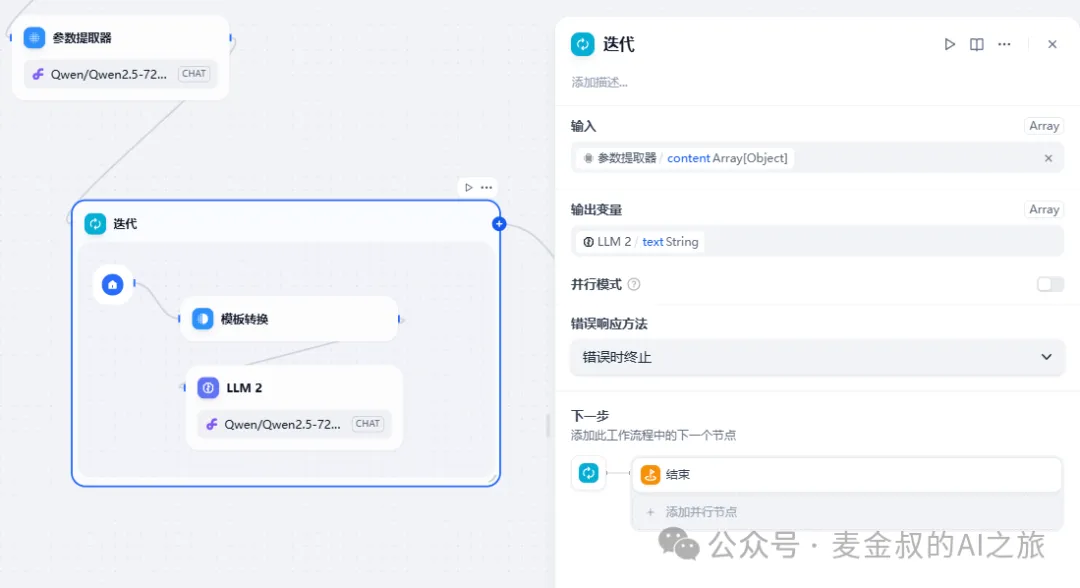 参数提取器
Qwen/Qwen2.5-72... CHAT
迭代
模板转换
LLM 2
Qwen/Qwen2.5-72... CHAT
迭代
添加描述...
输入 Array
参数提取器 / content Array[Object]
输出变量 Array
LLM 2 / text String
并行模式
错误响应方法
错误时终止
下一步
添加此工作流程中的下一个节点
结束
+ 添加并行节点
公众号 · 麦金叔的AI之旅